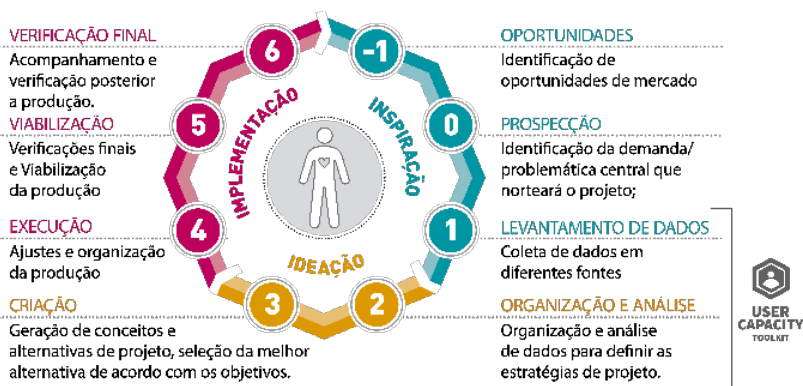 VERIFICAÇÃO FINAL
Acompanhamento e
verificação posterior
a produção.
VIABILIZAÇÃO
Verificações finais
e Viabilização
da produção
EXECUÇÃO
Ajustes e organização
da produção
CRIAÇÃO
Geração de conceitos e
alternativas de projeto, seleção da melhor
alternativa de acordo com os objetivos.
6
-1
5
0
4
1
3
2
IMPLEMENTAÇÃO
INSPIRAÇÃO
IDEAÇÃO
OPORTUNIDADES
Identificação de
oportunidades de mercado
PROSPECÇÃO
Identificação da demanda/
problemática central que
norteará o projeto;
LEVANTAMENTO DE DADOS
Coleta de dados em
diferentes fontes
ORGANIZAÇÃO E ANÁLISE
Organização e análise
de dados para definir as
estratégias de projeto.
USER
CAPACITY
TOOLKIT